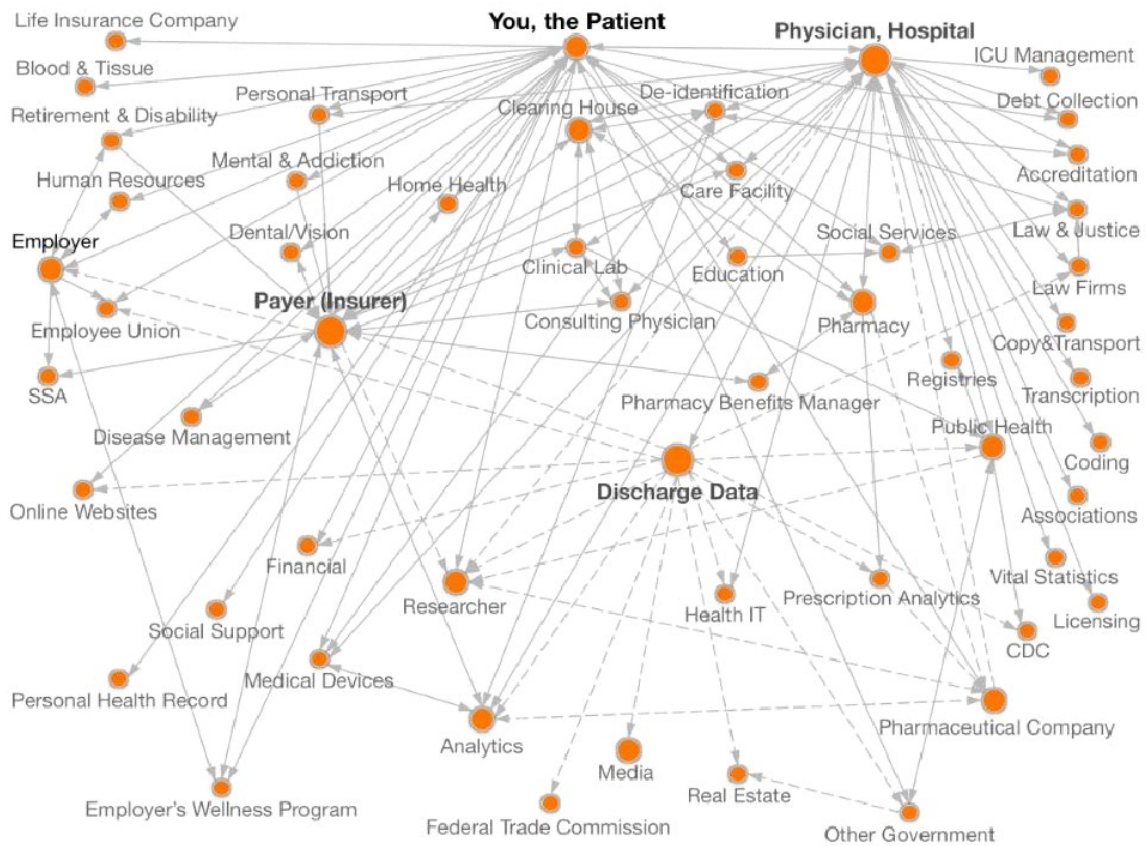 Life Insurance Company
You, the Patient
Physician, Hospital
Blood & Tissue
ICU Management
Personal Transport
Clearing House
De-identification
Debt Collection
Retirement & Disability
Mental & Addiction
Accreditation
Human Resources
Home Health
Care Facility
Dental/Vision
Social Services
Law & Justice
Employer
Clinical Lab
Education
Law Firms
Payer (Insurer)
Employee Union
Consulting Physician
Pharmacy
Copy&Transport
Registries
SSA
Transcription
Pharmacy Benefits Manager
Disease Management
Public Health
Coding
Discharge Data
Online Websites
Associations
Financial
Vital Statistics
Researcher
Health IT
Prescription Analytics
Licensing
Social Support
CDC
Medical Devices
Personal Health Record
Pharmaceutical Company
Analytics
Media
Real Estate
Employer's Wellness Program
Federal Trade Commission
Other Government